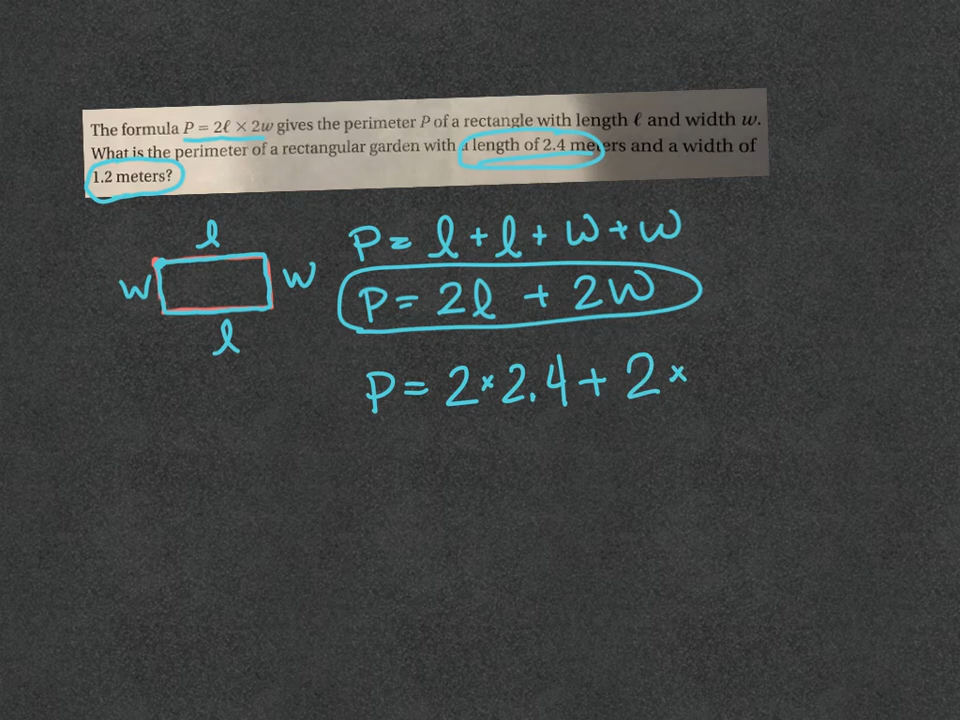 The formula P = 2ℓ × 2w gives the perimeter P of a rectangle with length ℓ and width w.
What is the perimeter of a rectangular garden with a length of 2.4 meters and a width of
1.2 meters?
l
w
w
l
P = l + l + w + w
P = 2l + 2w
P = 2 × 2.4 + 2 ×